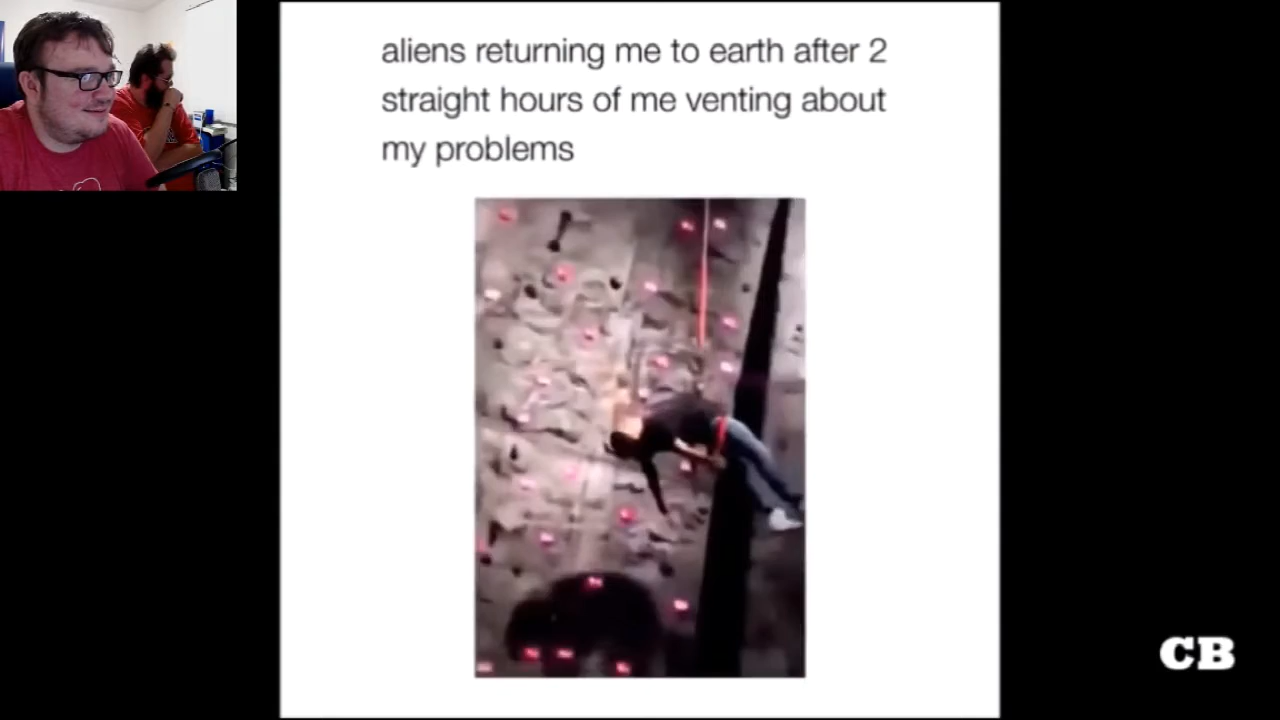 aliens returning me to earth after 2
straight hours of me venting about
my problems
CB